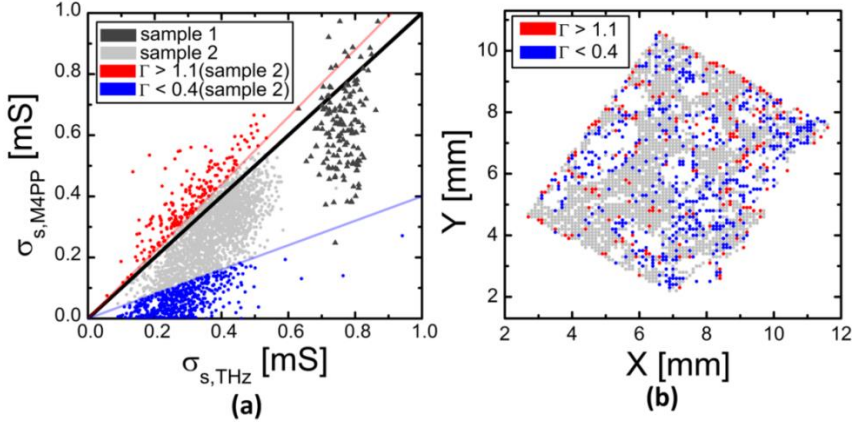 1.0
0.8
0.6
0.4
0.2
0.0
σs,M4PP [mS]
sample 1
sample 2
Γ > 1.1(sample 2)
Γ < 0.4(sample 2)
0.0 0.2 0.4 0.6 0.8 1.0
σs,THz [mS]
(a)
Γ > 1.1
Γ < 0.4
10
8
6
4
2
Y [mm]
2 4 6 8 10 12
X [mm]
(b)